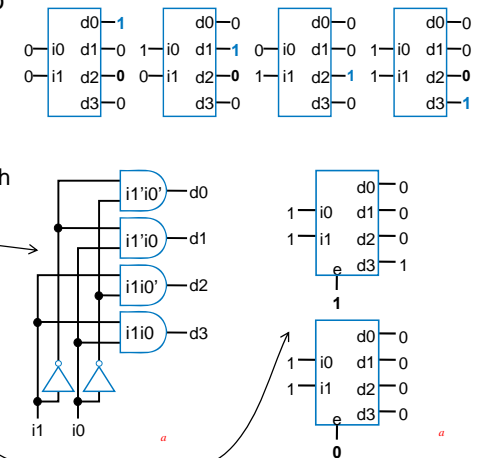 d0 1 d0 0 d0 0 d0 0
0 i0 d1 0 1 i0 d1 1 0 i0 d1 0 1 i0 d1 0
0 i1 d2 0 0 i1 d2 0 1 i1 d2 1 1 i1 d2 0
d3 0 d3 0 d3 0 d3 1
h
i1'i0' d0
i1'i0 d1
i1i0' d2
i1i0 d3
i1 i0
a
d0 0
1 i0 d1 0
1 i1 d2 0
e d3 1
1
d0 0
1 i0 d1 0
1 i1 d2 0
e d3 0
0
a